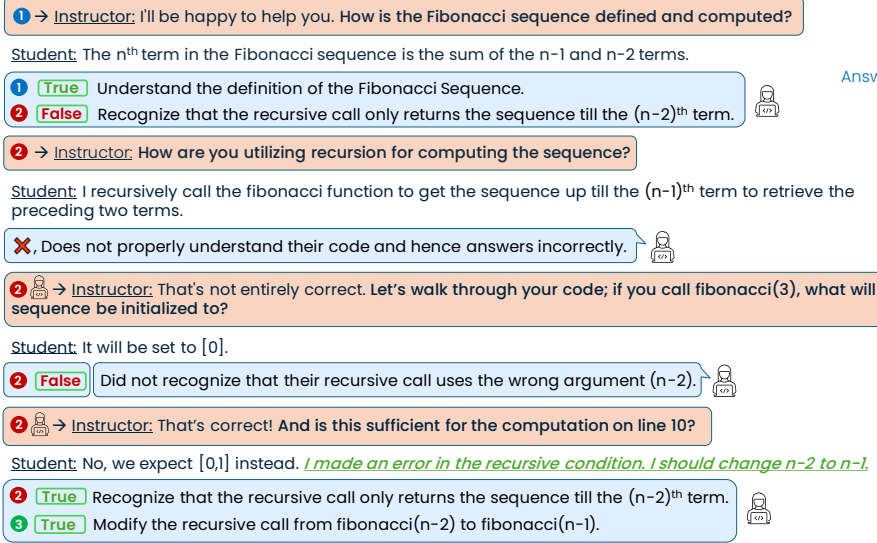 1 → Instructor: I'll be happy to help you. How is the Fibonacci sequence defined and computed?
Student: The nth term in the Fibonacci sequence is the sum of the n-1 and n-2 terms.
Answ
1 True Understand the definition of the Fibonacci Sequence.
2 False Recognize that the recursive call only returns the sequence till the (n-2)th term.
2 → Instructor: How are you utilizing recursion for computing the sequence?
Student: I recursively call the fibonacci function to get the sequence up till the (n-1)th term to retrieve the
preceding two terms.
❌, Does not properly understand their code and hence answers incorrectly.
2 → Instructor: That's not entirely correct. Let's walk through your code; if you call fibonacci(3), what will
sequence be initialized to?
Student: It will be set to [0].
2 False Did not recognize that their recursive call uses the wrong argument (n-2).
2 → Instructor: That's correct! And is this sufficient for the computation on line 10?
Student: No, we expect [0,1] instead. I made an error in the recursive condition. I should change n-2 to n-1.
2 True Recognize that the recursive call only returns the sequence till the (n-2)th term.
3 True Modify the recursive call from fibonacci(n-2) to fibonacci(n-1).